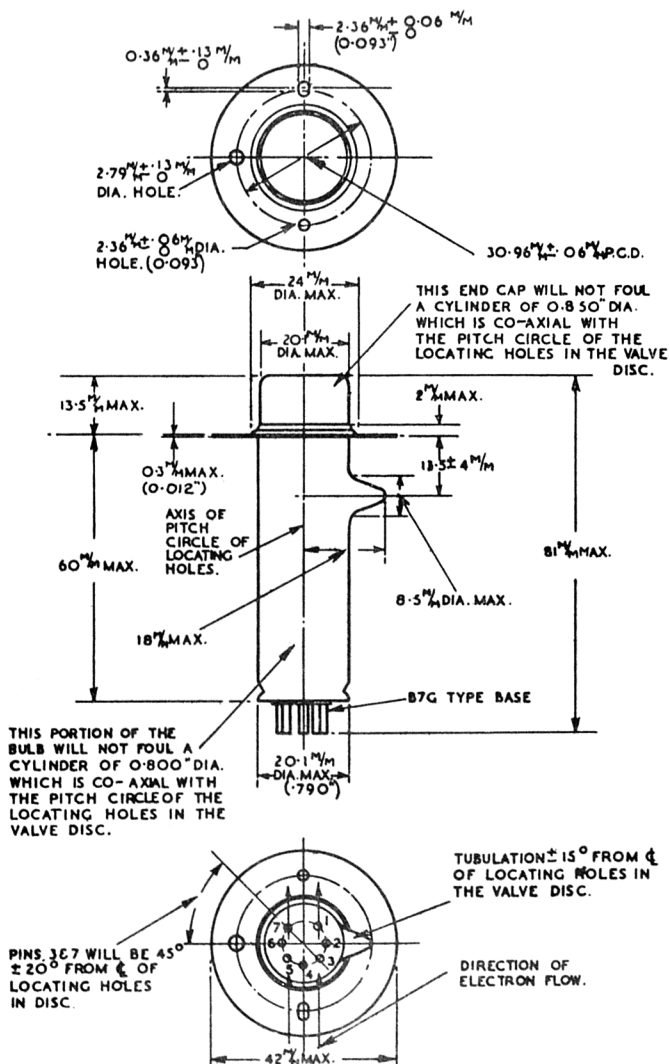 2·36 M/M ± 0·06 M/M
0
(0·093")
0·36 M/M + ·13 M/M
– 0
2·79 M/M + ·13 M/M
– 0
DIA. HOLE.
2·36 M/M + ·06 M/M DIA.
– 0
HOLE. (0·093)
30·96 M/M ± ·06 M/M P.C.D.
24 M/M
DIA. MAX.
THIS END CAP WILL NOT FOUL
A CYLINDER OF 0·850" DIA.
WHICH IS CO-AXIAL WITH
THE PITCH CIRCLE OF THE
LOCATING HOLES IN THE VALVE
DISC.
20·1 M/M
DIA. MAX.
13·5 M/M MAX.
2 M/M MAX.
0·3 M/M MAX.
(0·012")
13·5 ± 4 M/M
AXIS OF
PITCH
CIRCLE OF
LOCATING
HOLES.
60 M/M MAX.
81 M/M MAX.
8·5 M/M DIA. MAX.
18 M/M MAX.
B7G TYPE BASE
THIS PORTION OF THE
BULB WILL NOT FOUL A
CYLINDER OF 0·800" DIA.
WHICH IS CO-AXIAL WITH
THE PITCH CIRCLE OF THE
LOCATING HOLES IN THE
VALVE DISC.
20·1 M/M
DIA. MAX.
(·790")
TUBULATION ± 15° FROM ℄
OF LOCATING HOLES IN
THE VALVE DISC.
7 1
6 2
5 4 3
PINS 3&7 WILL BE 45°
± 20° FROM ℄ OF
LOCATING HOLES
IN DISC.
DIRECTION OF
ELECTRON FLOW.
42 M/M MAX.